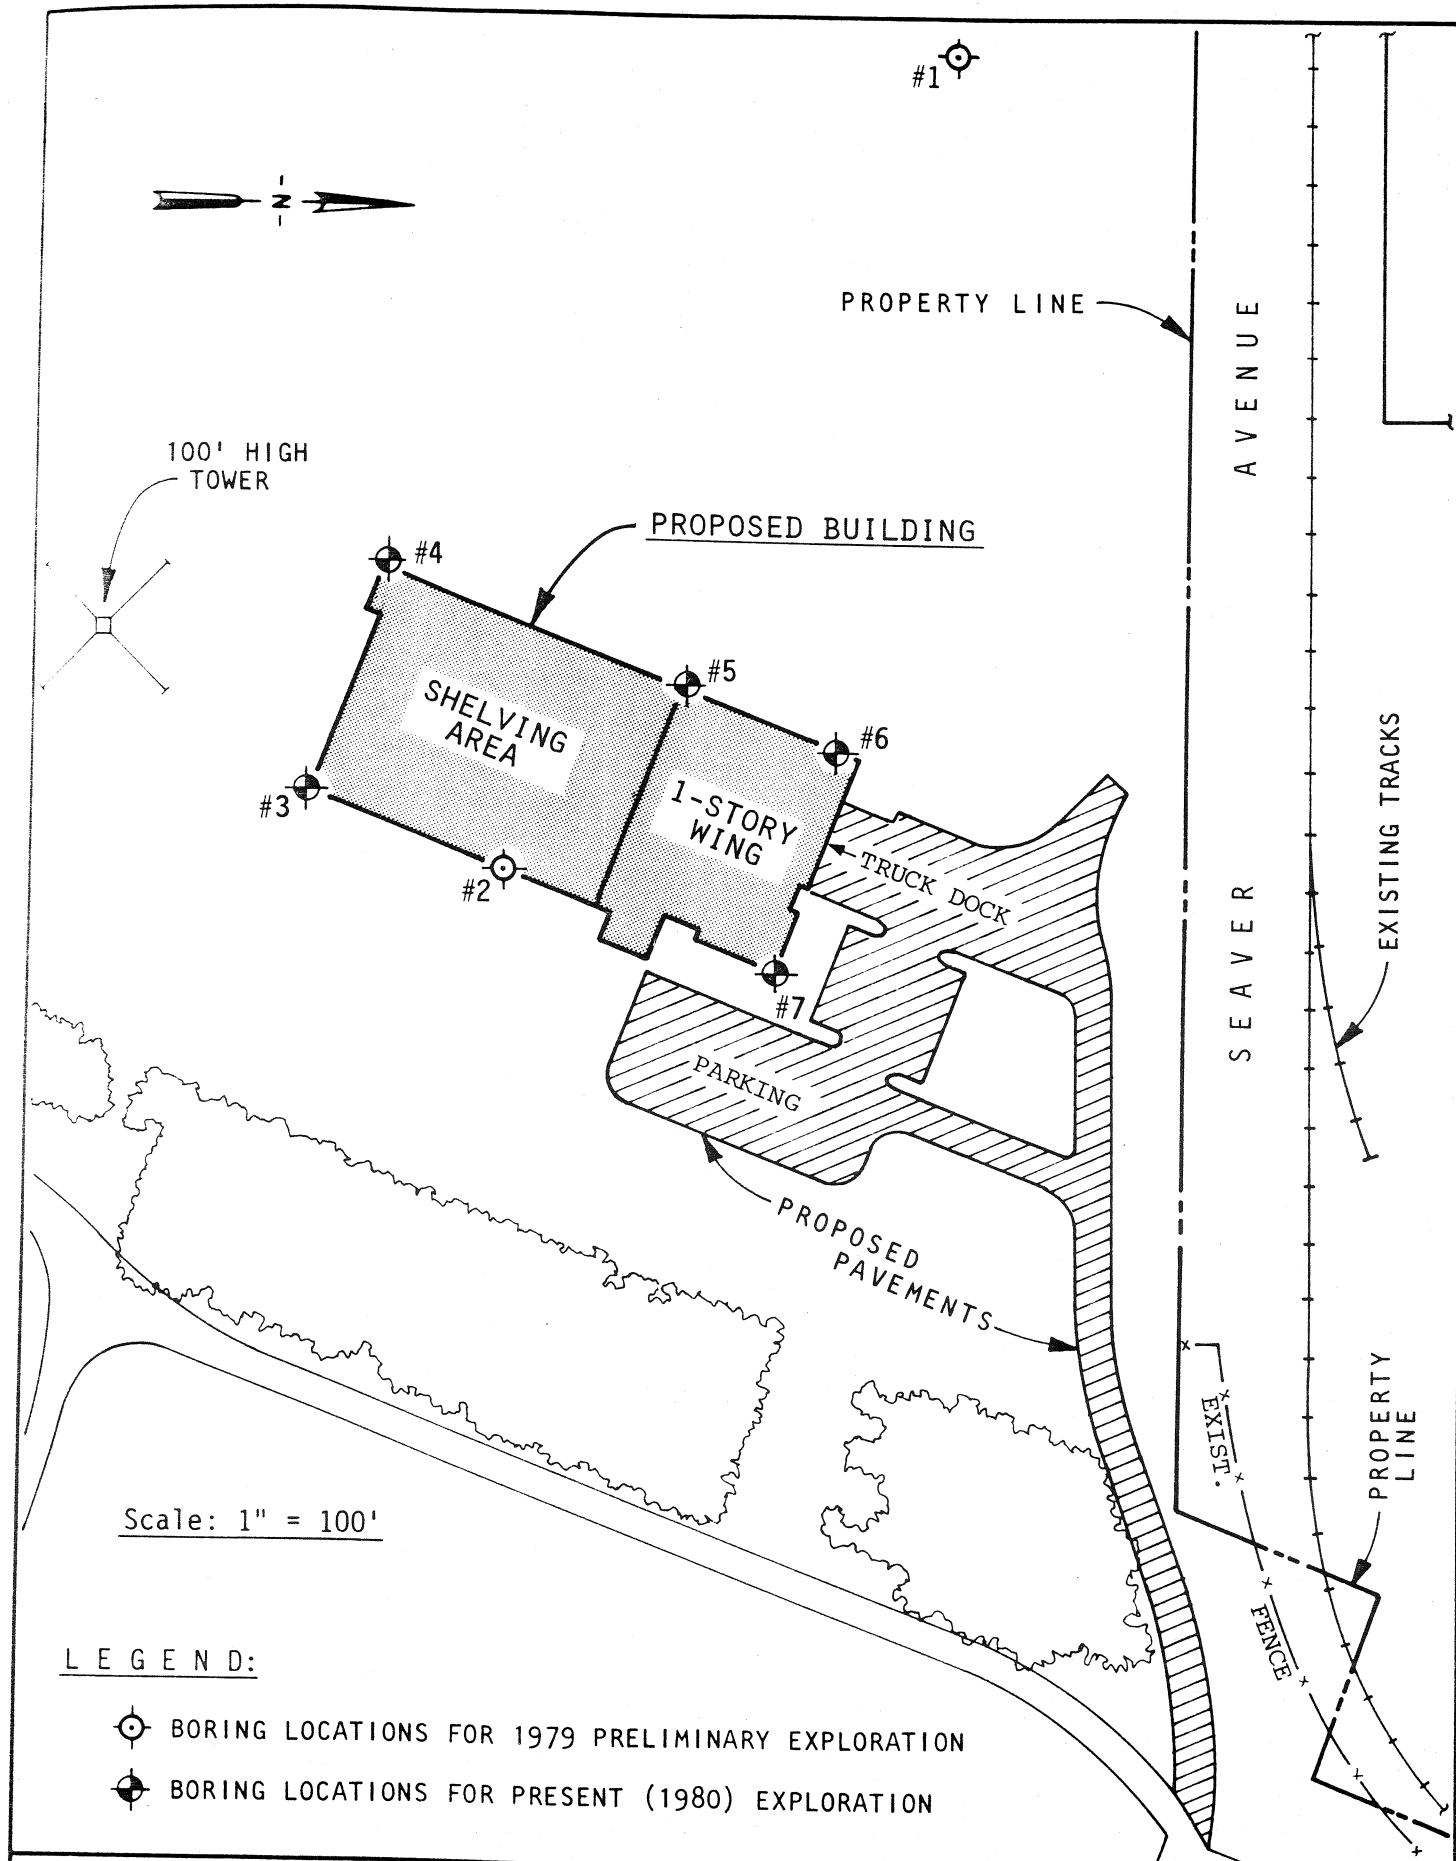 #1
N
PROPERTY LINE
AVENUE
100' HIGH
TOWER
PROPOSED BUILDING
#4
#5
#6
SHELVING
AREA
1-STORY
WING
#3
#2
TRUCK DOCK
#7
PARKING
SEAVER
EXISTING TRACKS
PROPOSED
PAVEMENTS
EXIST.
FENCE
PROPERTY
LINE
Scale: 1" = 100'
LEGEND:
BORING LOCATIONS FOR 1979 PRELIMINARY EXPLORATION
BORING LOCATIONS FOR PRESENT (1980) EXPLORATION